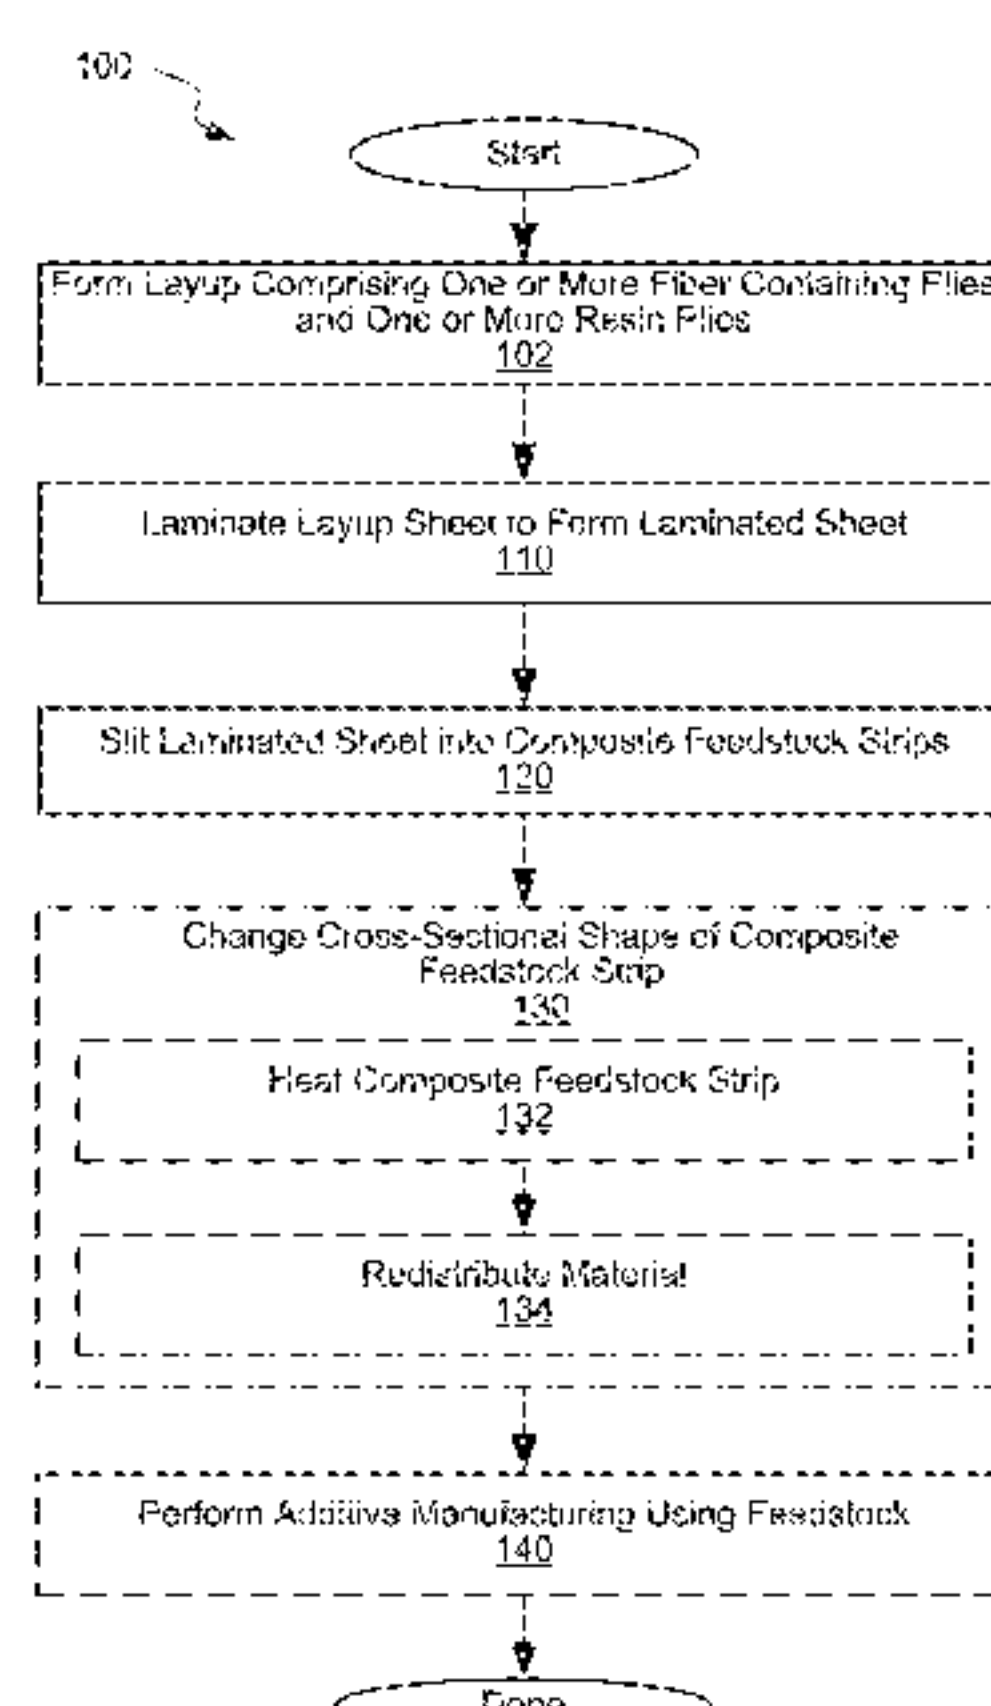 100
Start
Form Layup Comprising One or More Fiber Containing Plies
and One or More Resin Plies
102
Laminate Layup Sheet to Form Laminated Sheet
110
Slit Laminated Sheet into Composite Feedstock Strips
120
Change Cross-Sectional Shape of Composite
Feedstock Strip
130
Heat Composite Feedstock Strip
132
Redistribute Material
134
Perform Additive Manufacturing Using Feedstock
140
Done